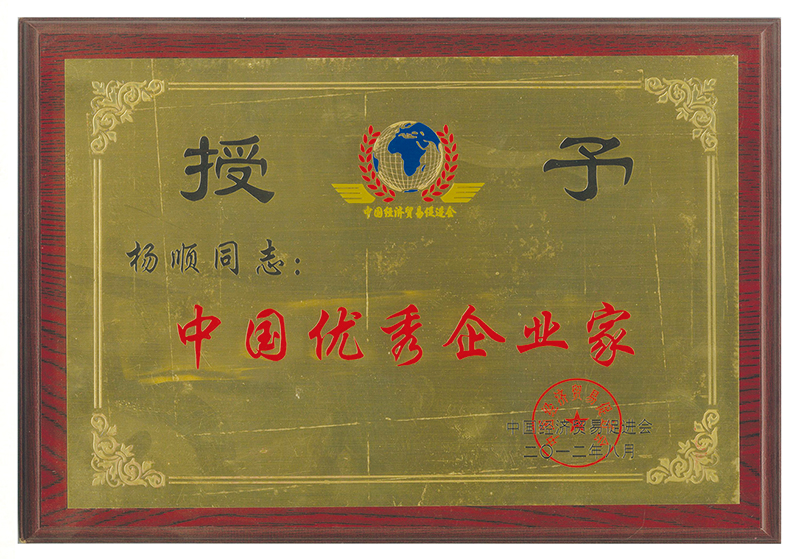 授予
中国经济贸易促进会
杨顺同志：
中国优秀企业家
中国经济贸易促进会
二〇一二年八月